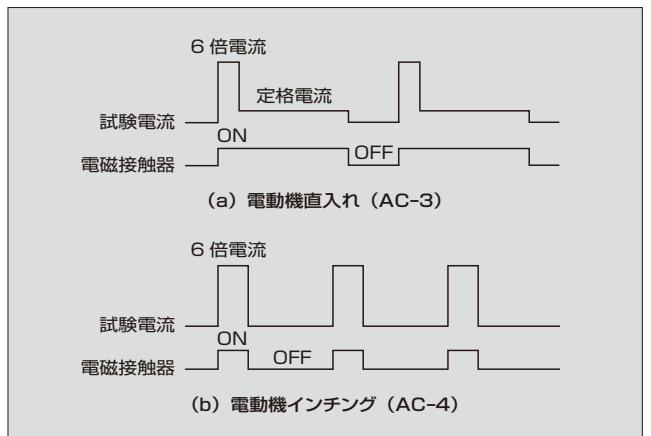 6 倍電流
定格電流
試験電流
ON
OFF
電磁接触器
(a) 電動機直入れ (AC-3)
6 倍電流
試験電流
ON
OFF
電磁接触器
(b) 電動機インチング (AC-4)